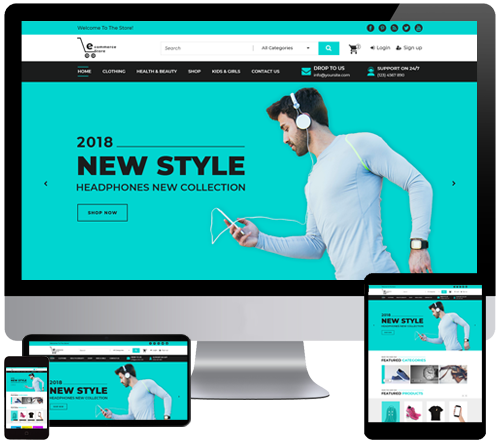 Welcome To The Store!
ecommerce
store
Search
All Categories
Login
Sign up
HOME
CLOTHING
HEALTH & BEAUTY
SHOP
KIDS & GIRLS
CONTACT US
DROP TO US
info@yoursite.com
SUPPORT ON 24/7
(123) 4567 890
2018
NEW STYLE
HEADPHONES NEW COLLECTION
SHOP NOW
2018
NEW STYLE
HEADPHONES NEW COLLECTION
FEATURED CATEGORIES
FEATURED PRODUCTS
2018
NEW STYLE
HEADPHONES NEW COLLECTION
NEW STYLE